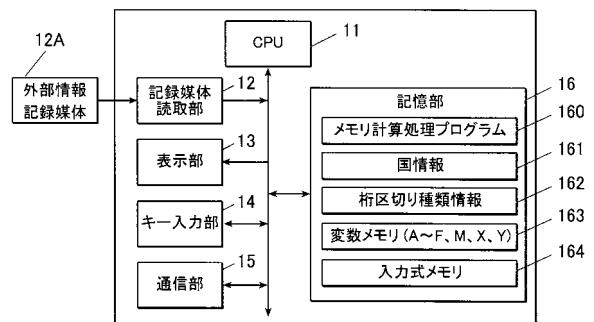 CPU
11
12A
外部情報
記録媒体
記録媒体
読取部
12
表示部
13
キー入力部
14
通信部
15
記憶部
16
メモリ計算処理プログラム
160
国情報
161
桁区切り種類情報
162
変数メモリ(A～F、M、X、Y)
163
入力式メモリ
164